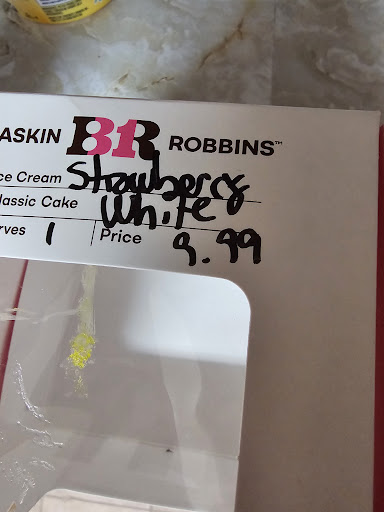 ASKIN BR ROBBINS™
ce Cream Strawberry
lassic Cake White
rves 1 Price 9.99